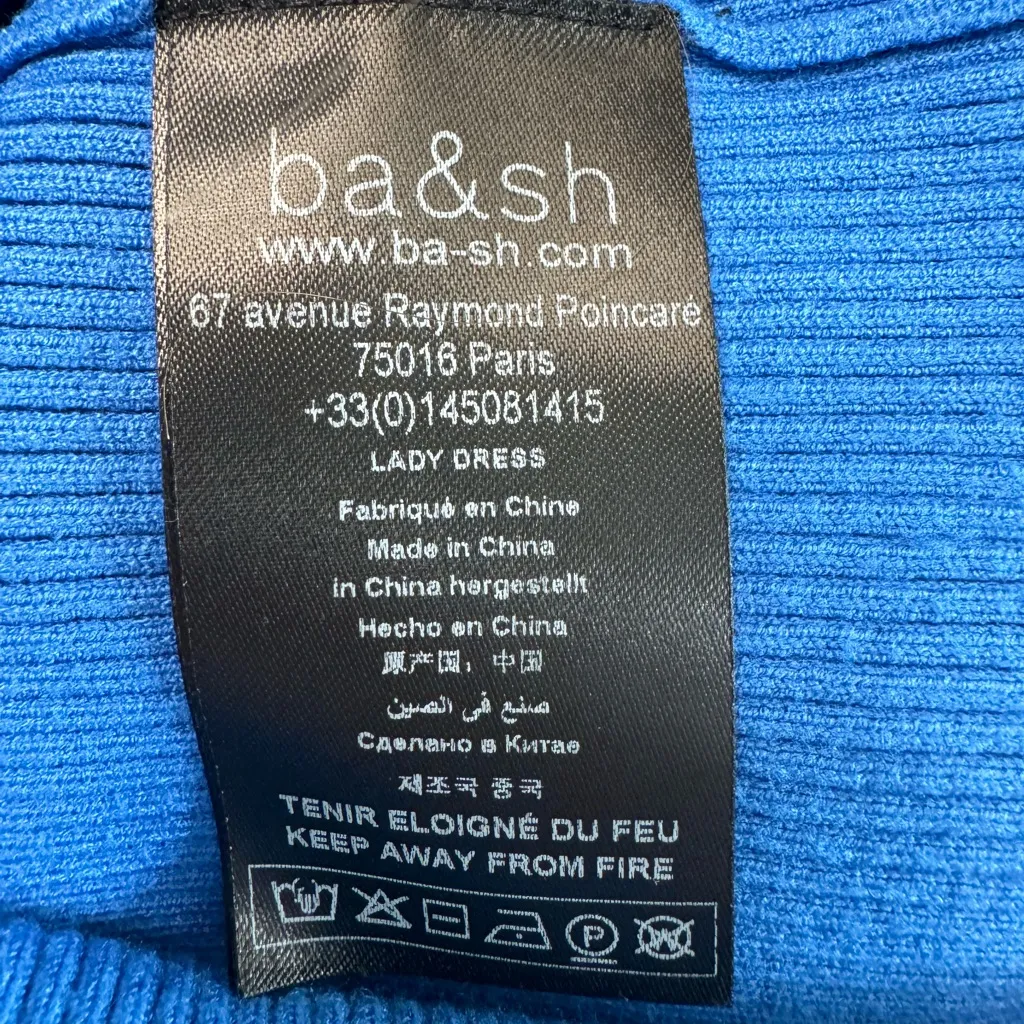 ba&sh
www.ba-sh.com
67 avenue Raymond Poincaré
75016 Paris
+33(0)145081415
LADY DRESS
Fabriqué en Chine
Made in China
in China hergestellt
Hecho en China
原产国：中国
صنع في الصين
Сделано в Китае
제조국 중국
TENIR ELOIGNÉ DU FEU
KEEP AWAY FROM FIRE
P W